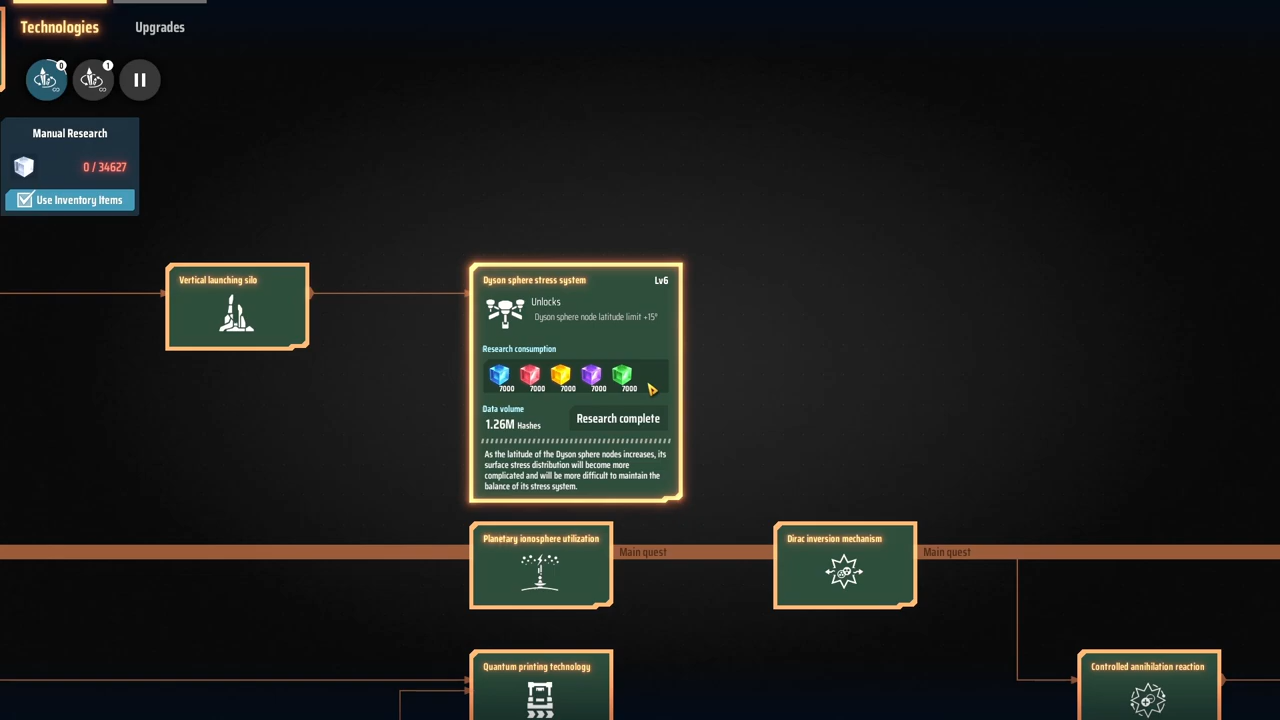 Technologies
Upgrades
0
1
Manual Research
0 / 34627
Use Inventory Items
Vertical launching silo
Dyson sphere stress system
Lv6
Unlocks
Dyson sphere node latitude limit +15°
Research consumption
7000 7000 7000 7000 7000
Data volume
1.26M Hashes
Research complete
As the latitude of the Dyson sphere nodes increases, its
surface stress distribution will become more
complicated and will be more difficult to maintain the
balance of its stress system.
Planetary ionosphere utilization
Main quest
Dirac inversion mechanism
Main quest
Quantum printing technology
Controlled annihilation reaction